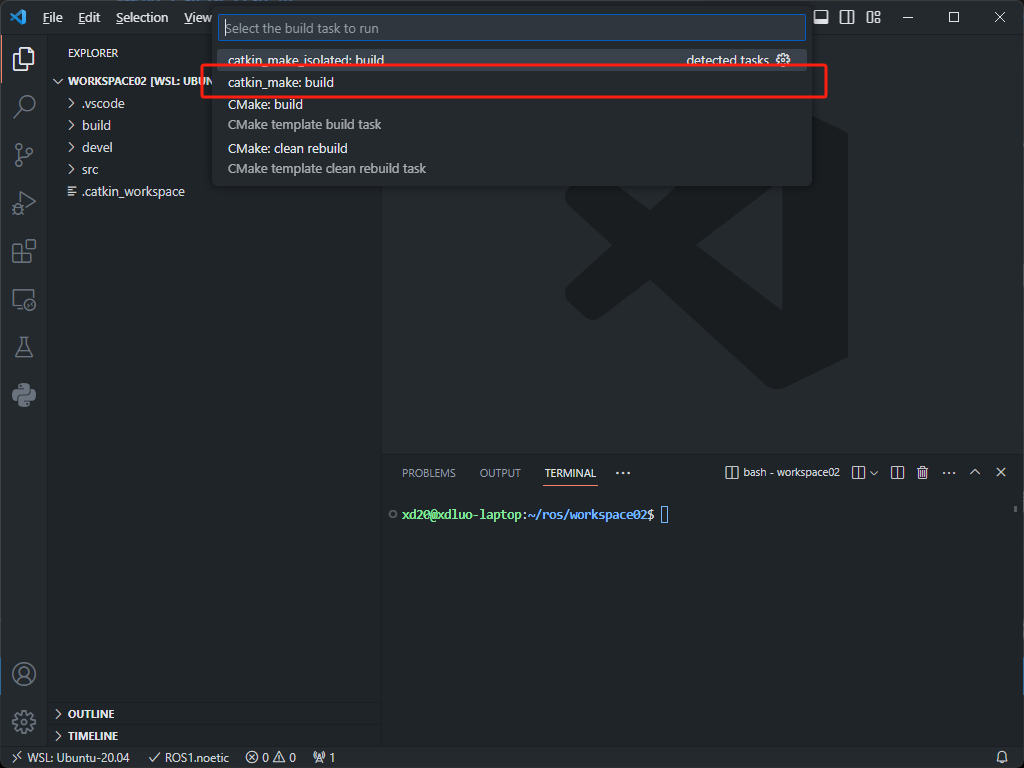 File Edit Selection View
Select the build task to run
EXPLORER
catkin_make_isolated: build detected tasks
WORKSPACE02 [WSL: UBUN
catkin_make: build
.vscode
CMake: build
build
CMake template build task
devel
CMake: clean rebuild
src
CMake template clean rebuild task
.catkin_workspace
PROBLEMS OUTPUT TERMINAL ··· bash - workspace02 ···
xd20@xdluo-laptop:~/ros/workspace02$
OUTLINE
TIMELINE
WSL: Ubuntu-20.04 ROS1.noetic 0 0 1